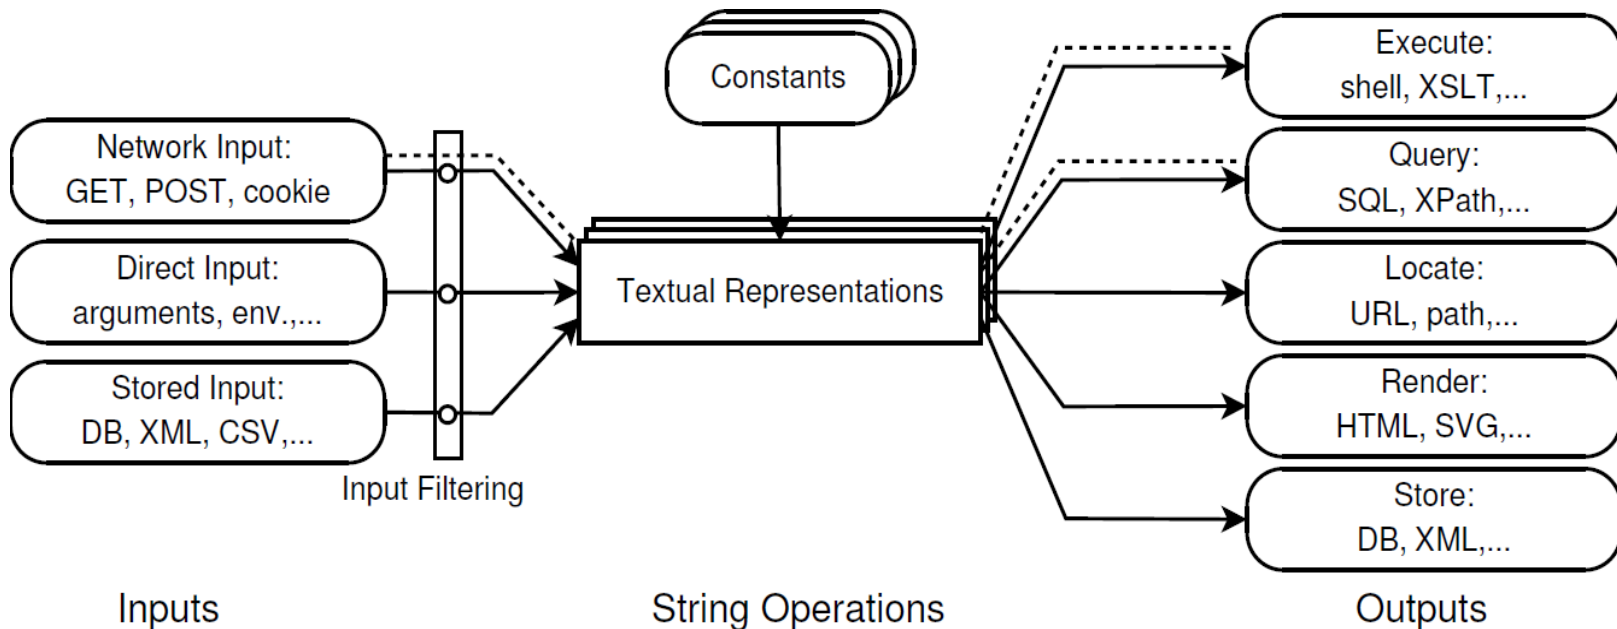 Constants
Network Input:
GET, POST, cookie
Direct Input:
arguments, env.,...
Stored Input:
DB, XML, CSV,...
Input Filtering
Textual Representations
Execute:
shell, XSLT,...
Query:
SQL, XPath,...
Locate:
URL, path,...
Render:
HTML, SVG,...
Store:
DB, XML,...
Inputs
String Operations
Outputs